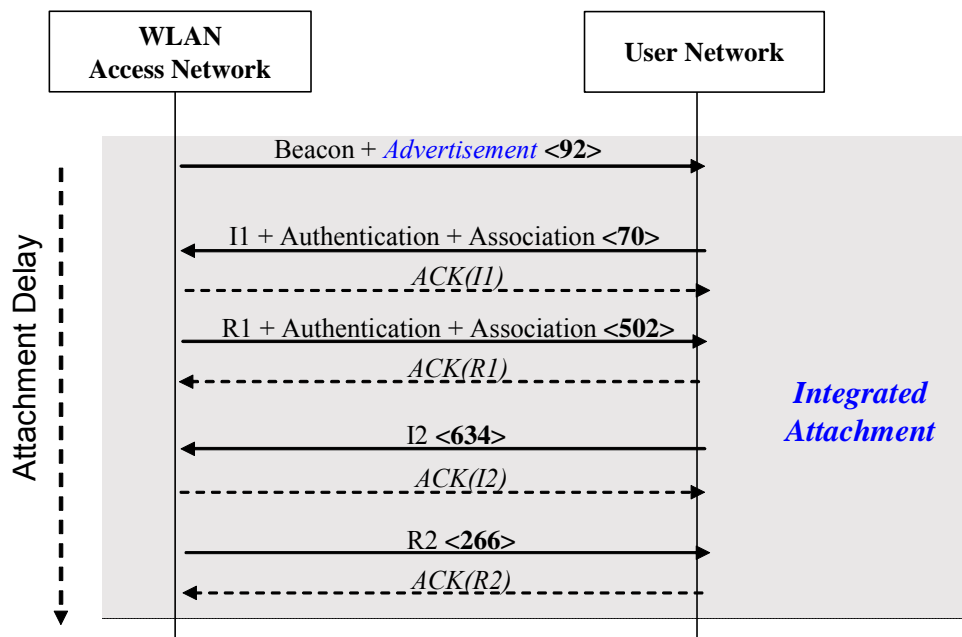 WLAN
Access Network
User Network
Beacon + Advertisement <92>
I1 + Authentication + Association <70>
ACK(I1)
R1 + Authentication + Association <502>
ACK(R1)
I2 <634>
ACK(I2)
R2 <266>
ACK(R2)
Integrated
Attachment
Attachment Delay